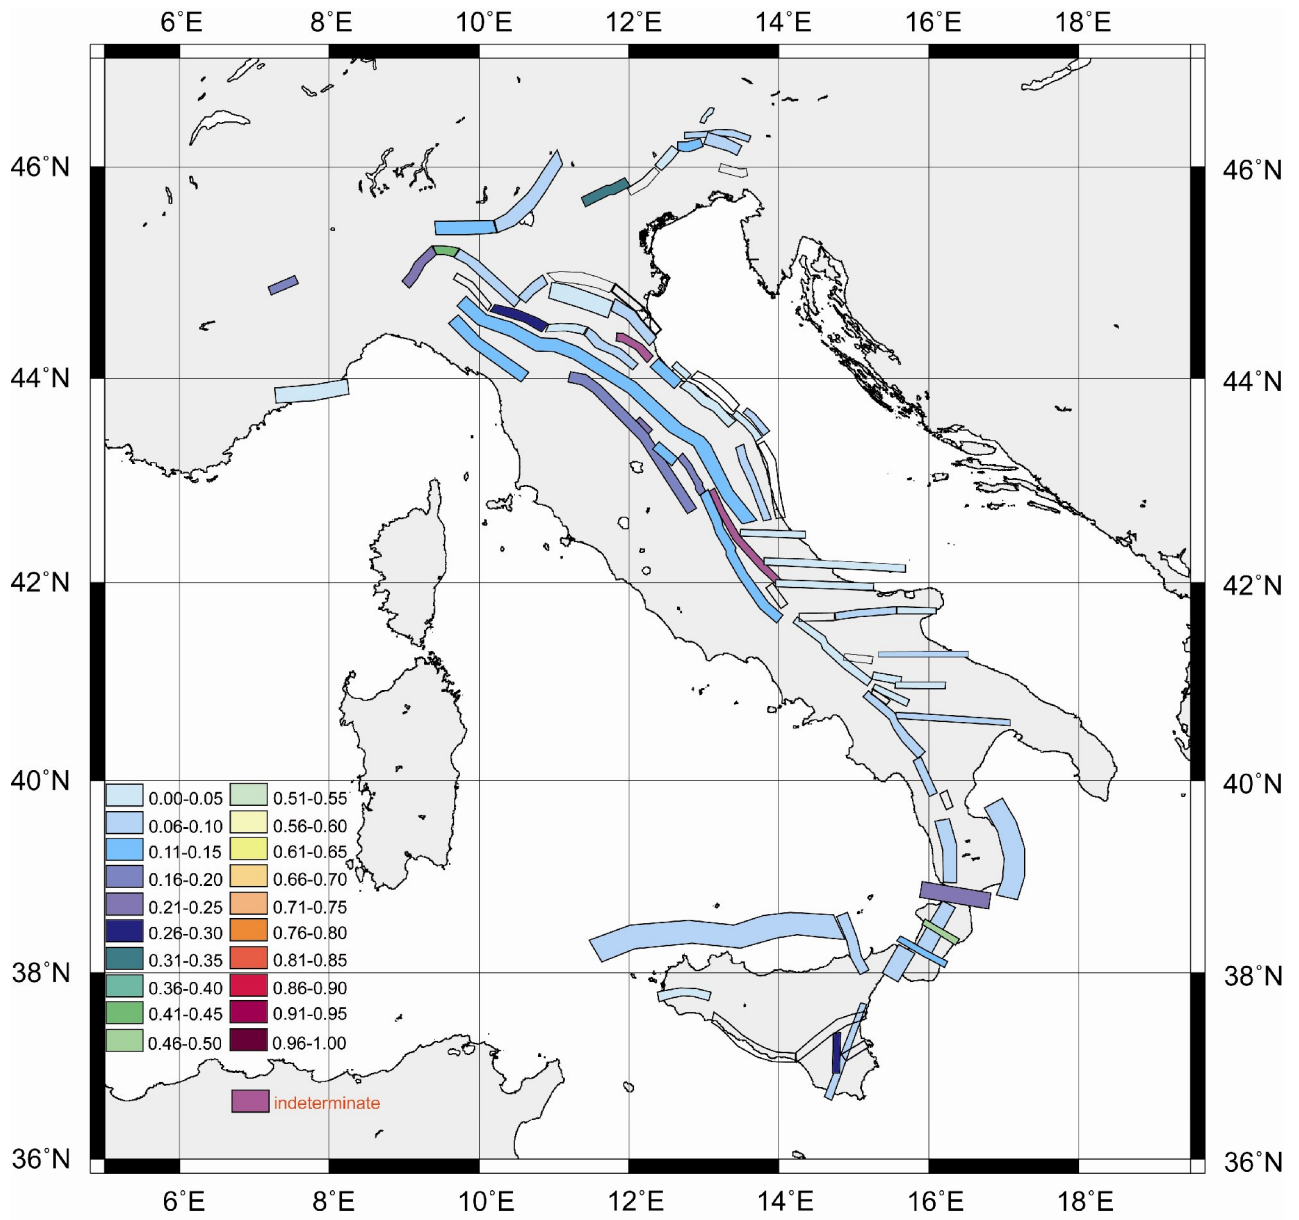 6°E 8°E 10°E 12°E 14°E 16°E 18°E
46°N 46°N
44°N 44°N
42°N 42°N
40°N 40°N
0.00-0.05 0.51-0.55
0.06-0.10 0.56-0.60
0.11-0.15 0.61-0.65
0.16-0.20 0.66-0.70
0.21-0.25 0.71-0.75
0.26-0.30 0.76-0.80
0.31-0.35 0.81-0.85
38°N 38°N
0.36-0.40 0.86-0.90
0.41-0.45 0.91-0.95
0.46-0.50 0.96-1.00
indeterminate
36°N 36°N
6°E 8°E 10°E 12°E 14°E 16°E 18°E